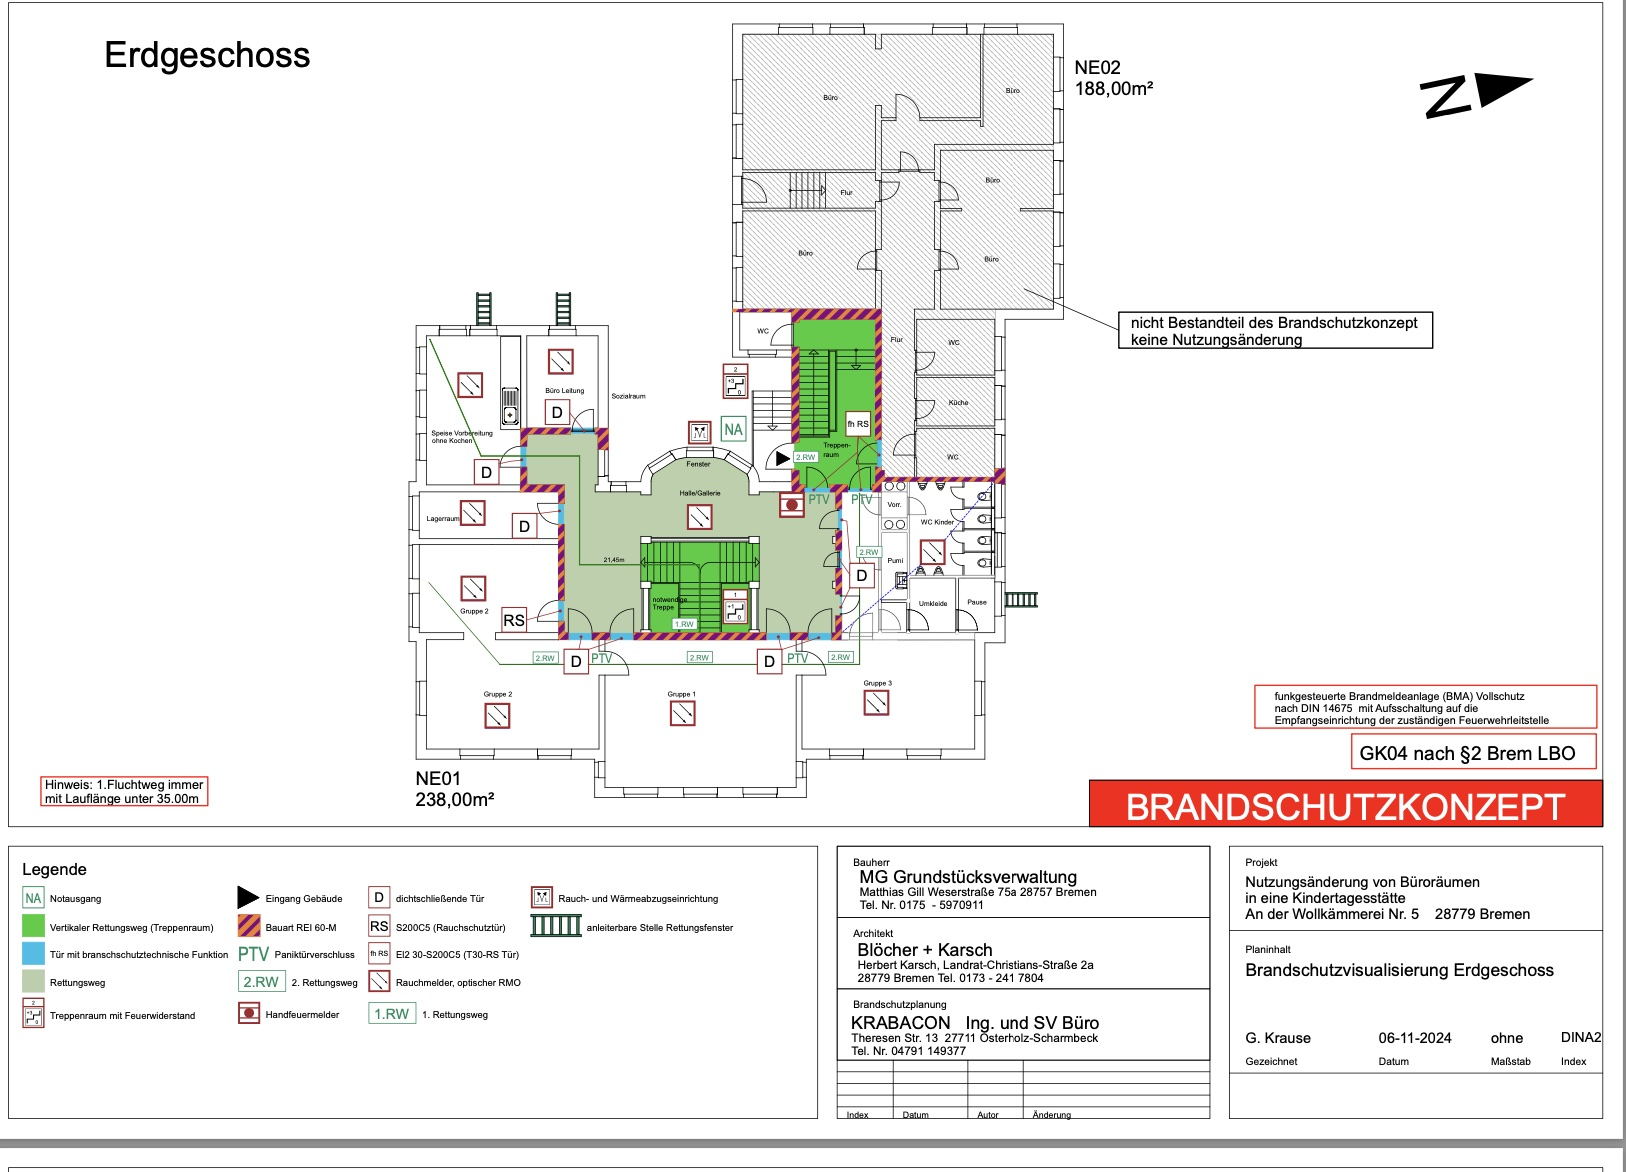 Erdgeschoss
NE02
188,00m²
N
Büro
Büro
Büro
Flur
Büro
Büro
nicht Bestandteil des Brandschutzkonzept
keine Nutzungsänderung
WC
Flur
WC
2
+3
0
Büro Leitung
Sozialraum
D
Küche
NA
fh RS
Speise Vorbereitung
ohne Kochen
Treppen-
raum
2.RW
WC
D
Fenster
Halle/Gallerie
PTV
PTV
Vorr.
Lagerraum
D
WC Kinder
2.RW
21,45m
Pumi
D
notwendige
Treppe
1
+1
0
Gruppe 2
RS
1.RW
Umkleide
Pause
2.RW
D
PTV
2.RW
D
PTV
2.RW
Gruppe 2
Gruppe 1
Gruppe 3
funkgesteuerte Brandmeldeanlage (BMA) Vollschutz
nach DIN 14675 mit Aufsschaltung auf die
Empfangseinrichtung der zuständigen Feuerwehrleitstelle
GK04 nach §2 Brem LBO
Hinweis: 1.Fluchtweg immer
mit Lauflänge unter 35.00m
NE01
238,00m²
BRANDSCHUTZKONZEPT
Legende
NA Notausgang
Vertikaler Rettungsweg (Treppenraum)
Tür mit branschschutztechnische Funktion
Rettungsweg
2
+3
0
Treppenraum mit Feuerwiderstand
Eingang Gebäude
Bauart REI 60-M
PTV Paniktürverschluss
2.RW 2. Rettungsweg
Handfeuermelder
D dichtschließende Tür
RS S200C5 (Rauchschutztür)
fh RS EI2 30-S200C5 (T30-RS Tür)
Rauchmelder, optischer RMO
1.RW 1. Rettungsweg
Rauch- und Wärmeabzugseinrichtung
anleiterbare Stelle Rettungsfenster
Bauherr
MG Grundstücksverwaltung
Matthias Gill Weserstraße 75a 28757 Bremen
Tel. Nr. 0175 - 5970911
Architekt
Blöcher + Karsch
Herbert Karsch, Landrat-Christians-Straße 2a
28779 Bremen Tel. 0173 - 241 7804
Brandschutzplanung
KRABACON Ing. und SV Büro
Theresen Str. 13 27711 Osterholz-Scharmbeck
Tel. Nr. 04791 149377
Index Datum Autor Änderung
Projekt
Nutzungsänderung von Büroräumen
in eine Kindertagesstätte
An der Wollkämmerei Nr. 5 28779 Bremen
Planinhalt
Brandschutzvisualisierung Erdgeschoss
G. Krause 06-11-2024 ohne DINA2
Gezeichnet Datum Maßstab Index